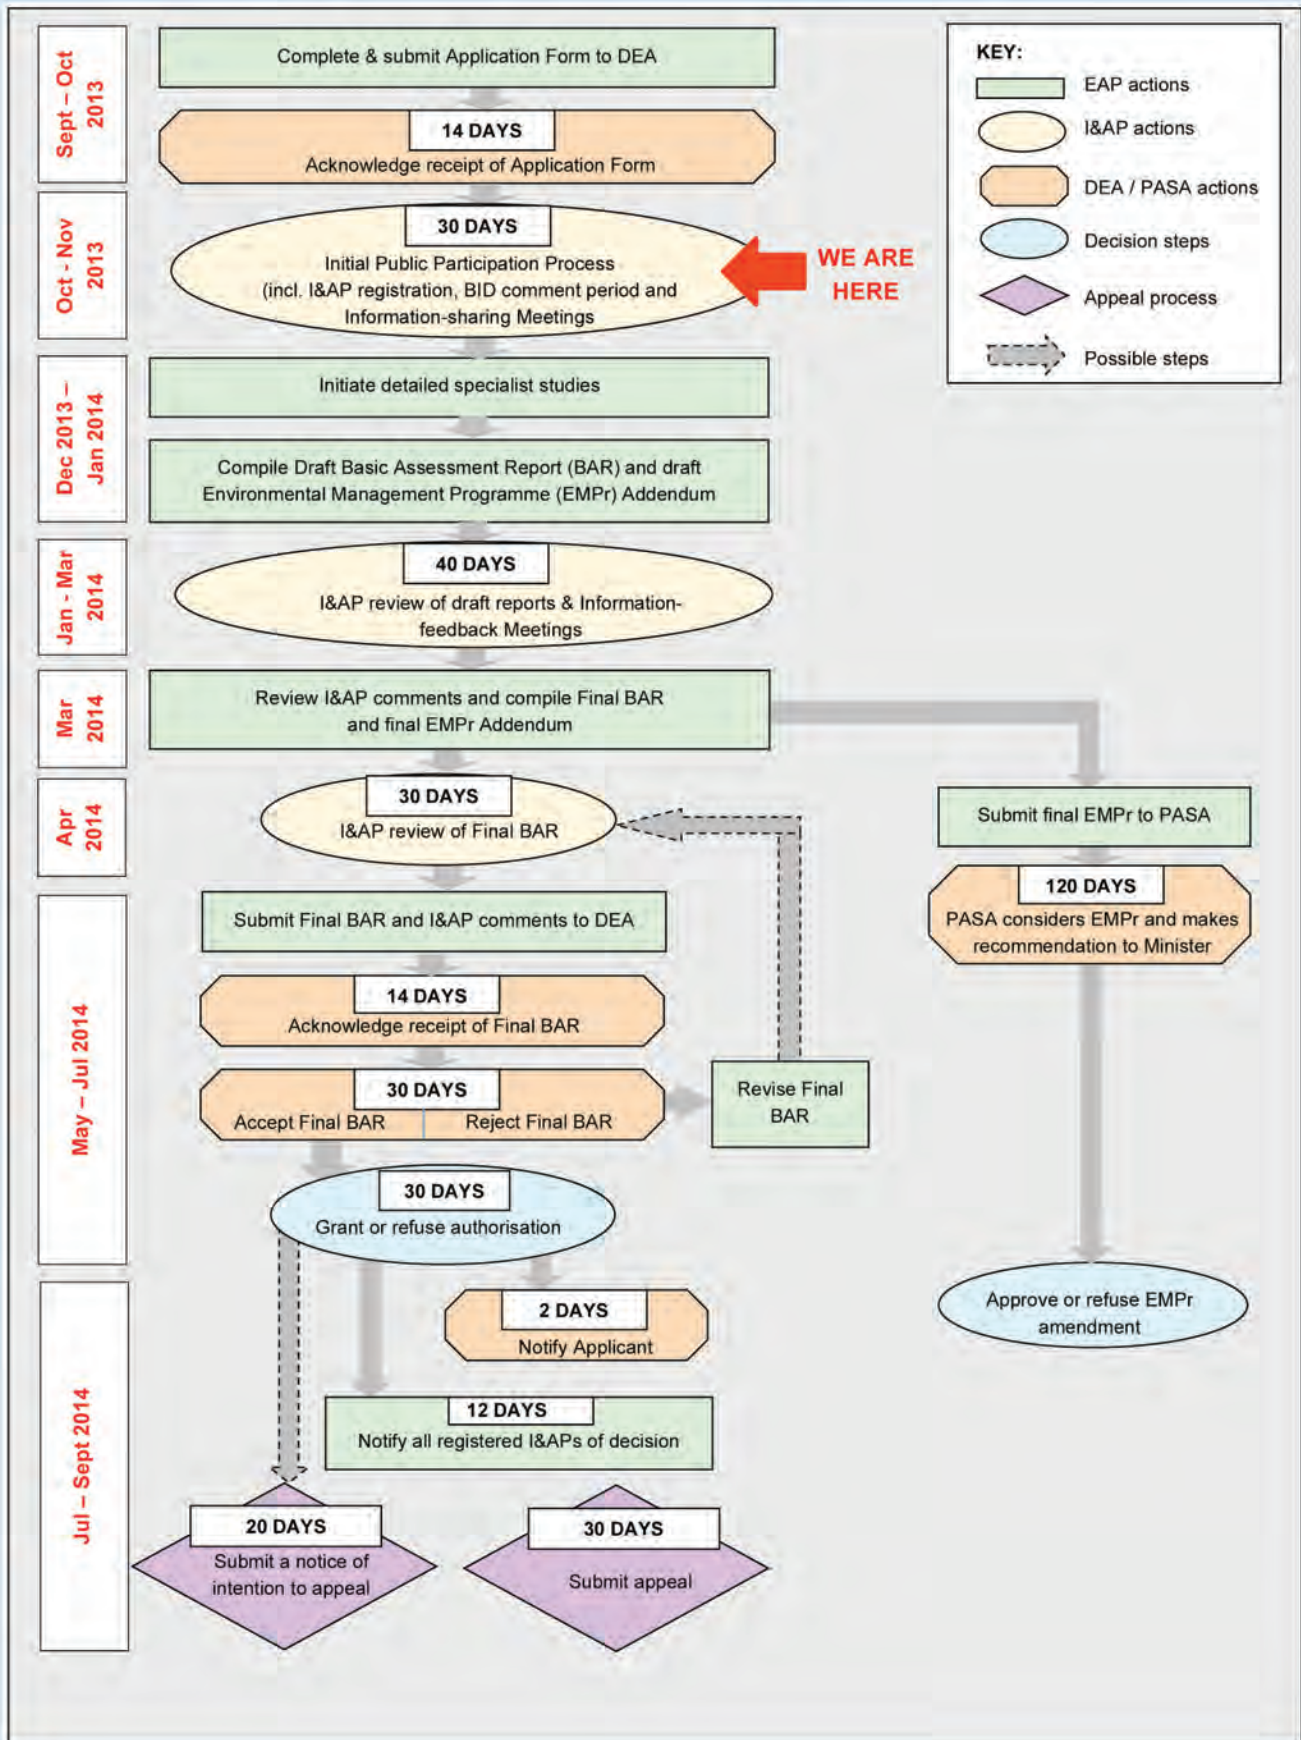 Sept – Oct
2013
Complete & submit Application Form to DEA
14 DAYS
Acknowledge receipt of Application Form
KEY:
EAP actions
I&AP actions
DEA / PASA actions
Decision steps
Appeal process
Possible steps
Oct - Nov
2013
30 DAYS
Initial Public Participation Process
(incl. I&AP registration, BID comment period and
Information-sharing Meetings
WE ARE
HERE
Dec 2013 –
Jan 2014
Initiate detailed specialist studies
Compile Draft Basic Assessment Report (BAR) and draft
Environmental Management Programme (EMPr) Addendum
Jan - Mar
2014
40 DAYS
I&AP review of draft reports & Information-
feedback Meetings
Mar
2014
Review I&AP comments and compile Final BAR
and final EMPr Addendum
Apr
2014
30 DAYS
I&AP review of Final BAR
Submit final EMPr to PASA
120 DAYS
PASA considers EMPr and makes
recommendation to Minister
May – Jul 2014
Submit Final BAR and I&AP comments to DEA
14 DAYS
Acknowledge receipt of Final BAR
30 DAYS
Accept Final BAR
Reject Final BAR
Revise Final
BAR
30 DAYS
Grant or refuse authorisation
Approve or refuse EMPr
amendment
Jul – Sept 2014
2 DAYS
Notify Applicant
12 DAYS
Notify all registered I&APs of decision
20 DAYS
Submit a notice of
intention to appeal
30 DAYS
Submit appeal